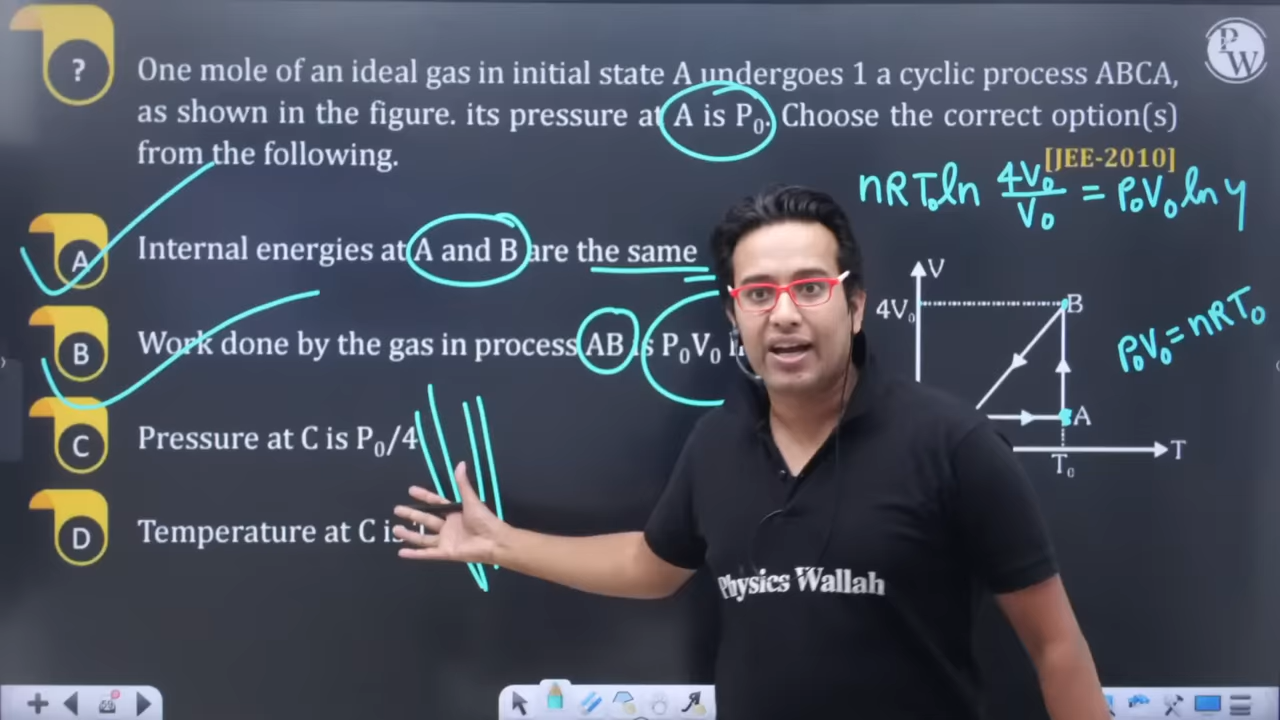 ?
One mole of an ideal gas in initial state A undergoes 1 a cyclic process ABCA,
as shown in the figure. its pressure at A is P₀. Choose the correct option(s)
from the following.
[JEE-2010]
PW
nRT₀ln 4V₀/V₀ = P₀V₀ ln 4
A
Internal energies at A and B are the same
B
Work done by the gas in process AB is P₀V₀
C
Pressure at C is P₀/4
D
Temperature at C is
V
4V₀
B
A
T₀
T
P₀V₀=nRT₀
Physics Wallah